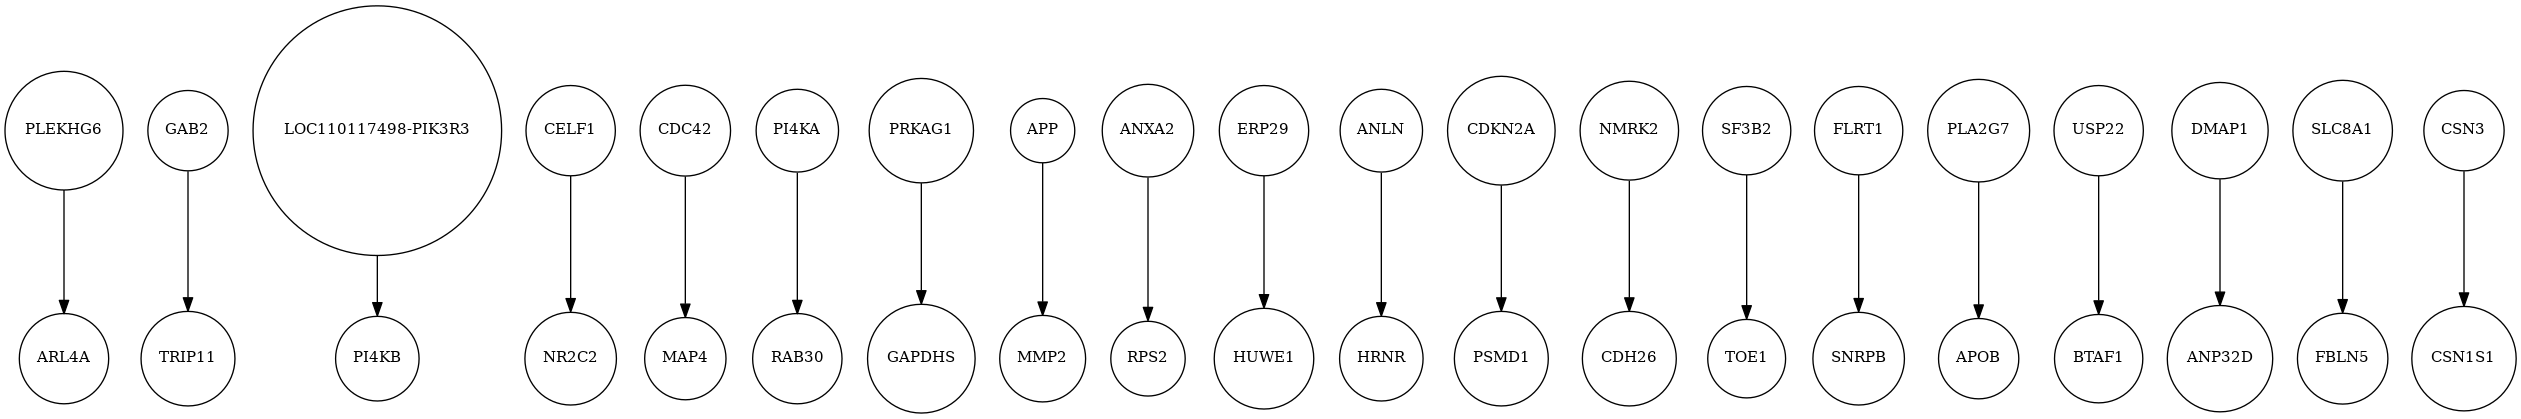 PLEKHG6 GAB2 LOC110117498-PIK3R3 CELF1 CDC42 PI4KA PRKAG1 APP ANXA2 ERP29 ANLN CDKN2A NMRK2 SF3B2 FLRT1 PLA2G7 USP22 DMAP1 SLC8A1 CSN3
ARL4A TRIP11 PI4KB NR2C2 MAP4 RAB30 GAPDHS MMP2 RPS2 HUWE1 HRNR PSMD1 CDH26 TOE1 SNRPB APOB BTAF1 ANP32D FBLN5 CSN1S1